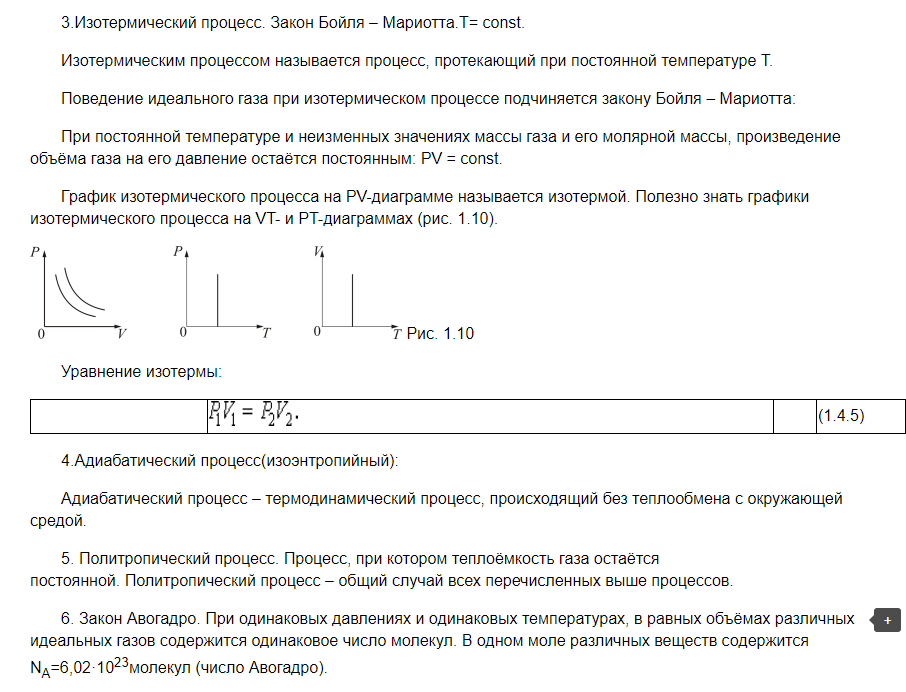 3.Изотермический процесс. Закон Бойля – Мариотта.T= const.
Изотермическим процессом называется процесс, протекающий при постоянной температуре T.
Поведение идеального газа при изотермическом процессе подчиняется закону Бойля – Мариотта:
При постоянной температуре и неизменных значениях массы газа и его молярной массы, произведение
объёма газа на его давление остаётся постоянным: PV = const.
График изотермического процесса на PV-диаграмме называется изотермой. Полезно знать графики
изотермического процесса на VT- и PT-диаграммах (рис. 1.10).
P P V
0 V 0 T 0 T Рис. 1.10
Уравнение изотермы:
P₁V₁ = P₂V₂. (1.4.5)
4.Адиабатический процесс(изоэнтропийный):
Адиабатический процесс – термодинамический процесс, происходящий без теплообмена с окружающей
средой.
5. Политропический процесс. Процесс, при котором теплоёмкость газа остаётся
постоянной. Политропический процесс – общий случай всех перечисленных выше процессов.
6. Закон Авогадро. При одинаковых давлениях и одинаковых температурах, в равных объёмах различных
идеальных газов содержится одинаковое число молекул. В одном моле различных веществ содержится
N_A=6,02·10²³молекул (число Авогадро).
+